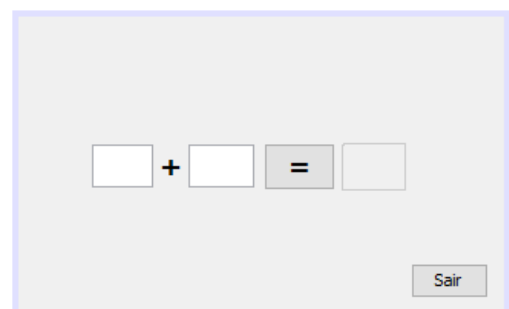 + =
Sair